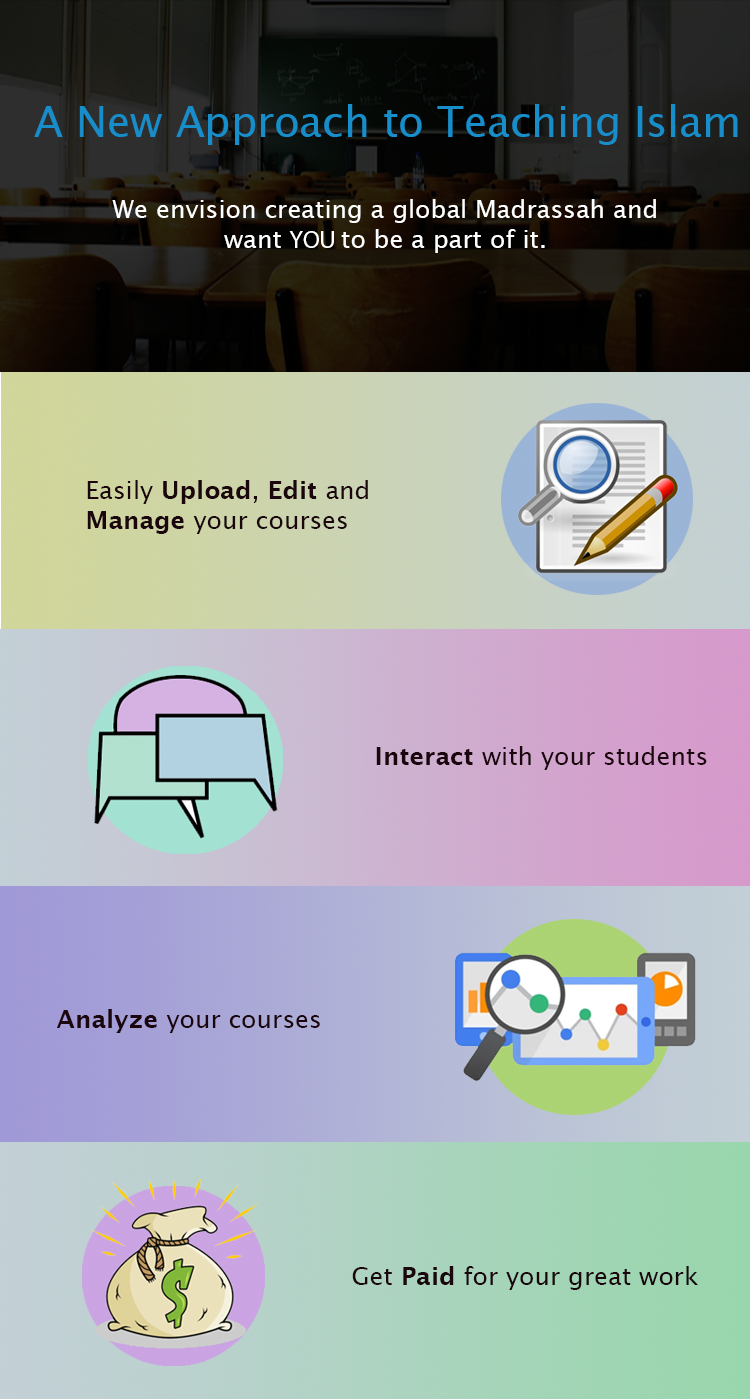 A New Approach to Teaching Islam
We envision creating a global Madrassah and
want YOU to be a part of it.
Easily Upload, Edit and
Manage your courses
Interact with your students
Analyze your courses
$
Get Paid for your great work